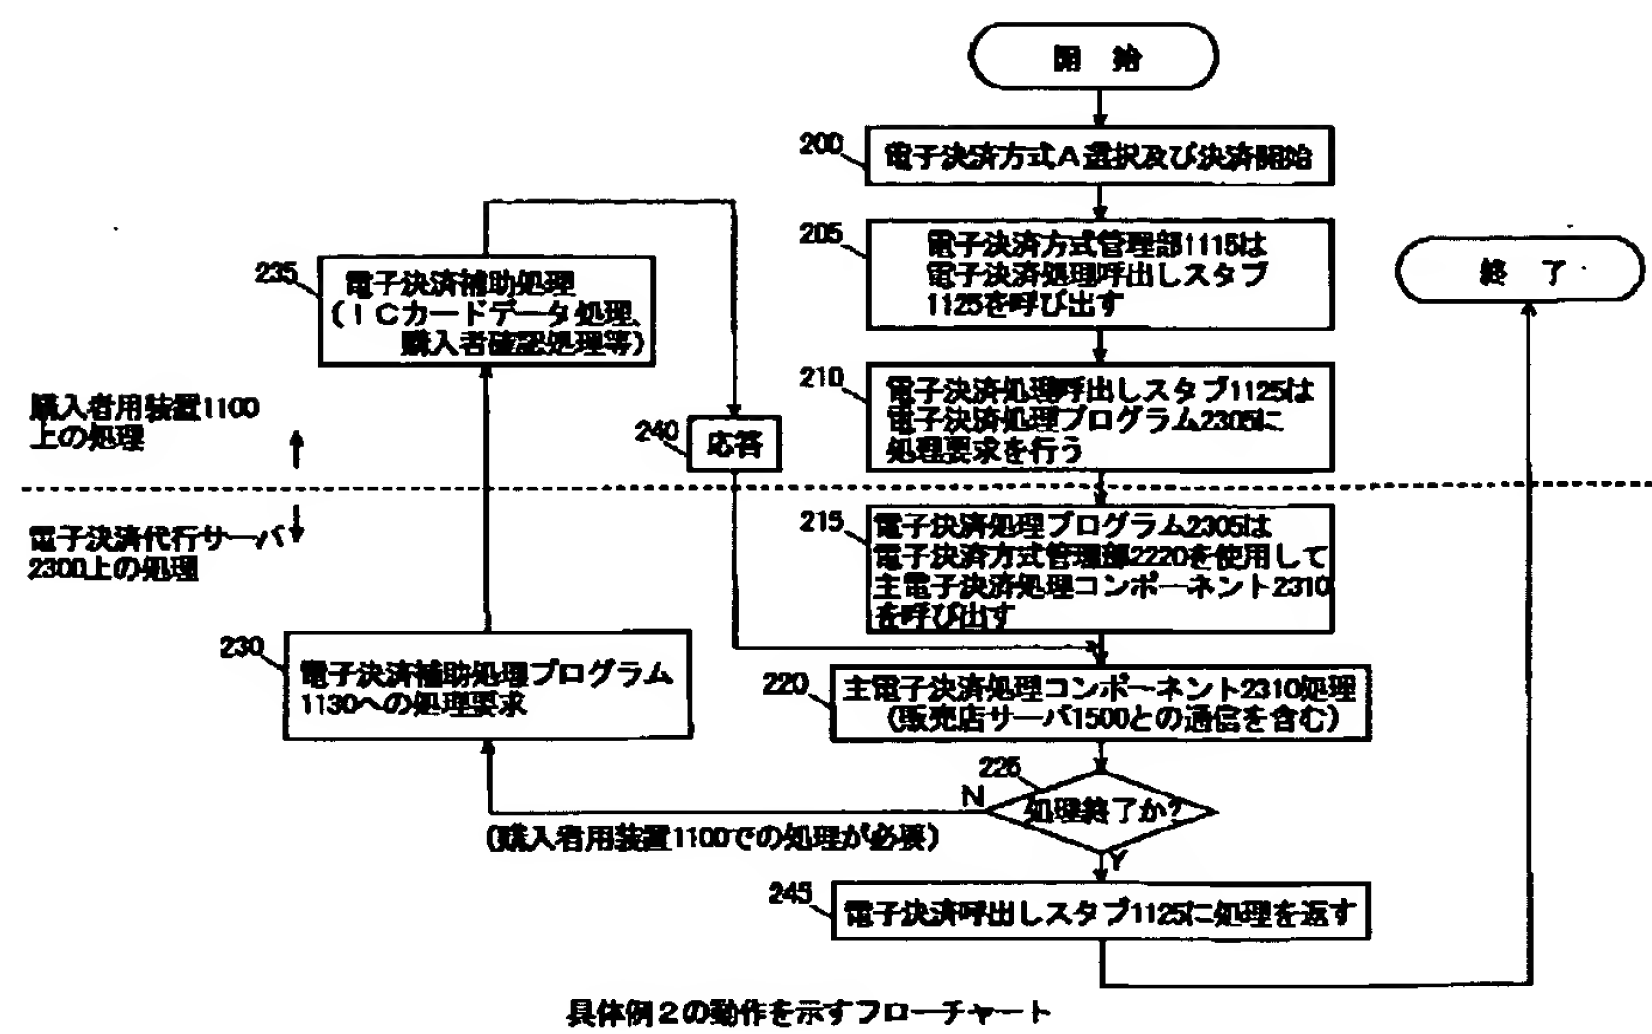 開 始
200
電子決済方式A選択及び決済開始
205
電子決済方式管理部1115は
電子決済処理呼出しスタブ
1125を呼び出す
終 了
235
電子決済補助処理
(ICカードデータ処理、
購入者確認処理等)
210
電子決済処理呼出しスタブ1125は
電子決済処理プログラム2305に
処理要求を行う
購入者用装置1100
上の処理
240
応答
電子決済代行サーバ
2300上の処理
215
電子決済処理プログラム2305は
電子決済方式管理部2220を使用して
主電子決済処理コンポーネント2310
を呼び出す
230
電子決済補助処理プログラム
1130への処理要求
220
主電子決済処理コンポーネント2310処理
(販売店サーバ1500との通信を含む)
225
N
処理終了か?
(購入者用装置1100での処理が必要)
Y
245
電子決済呼出しスタブ1125に処理を返す
具体例2の動作を示すフローチャート